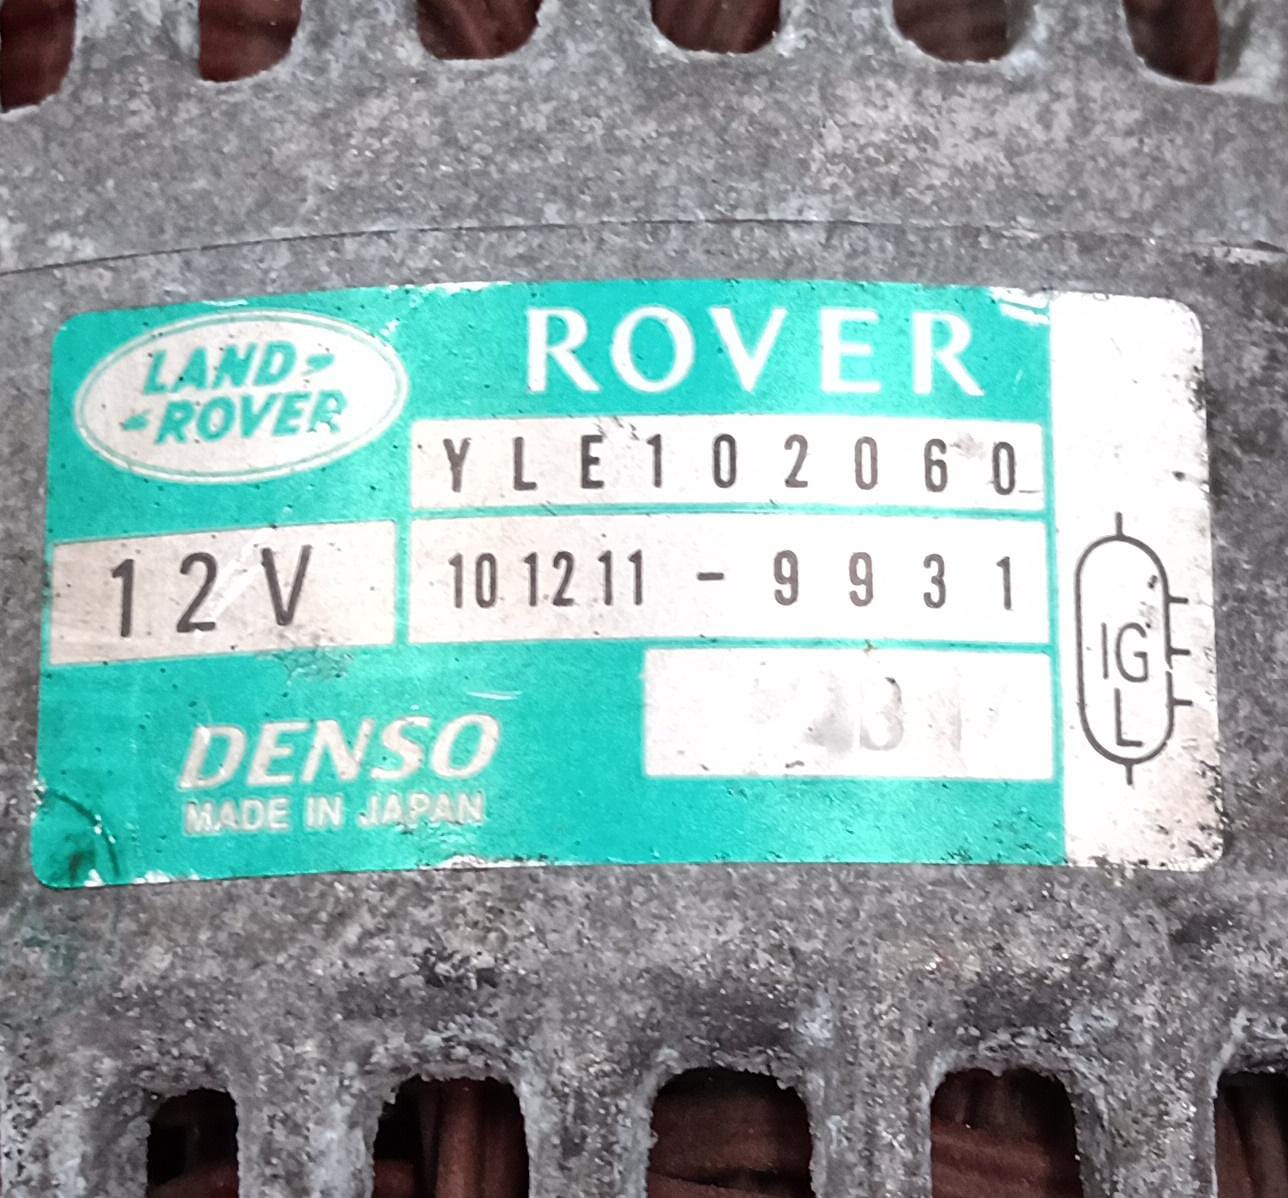 LAND-
-ROVER
ROVER
YLE102060
12V
101211-9931
DENSO
MADE IN JAPAN
IG
L